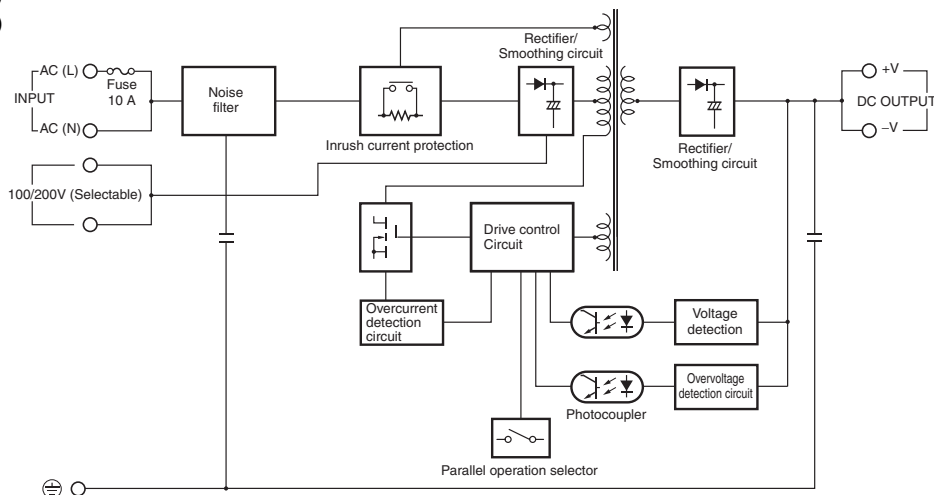 Rectifier/
Smoothing circuit
AC (L)
Fuse
10 A
INPUT
AC (N)
Noise
filter
Inrush current protection
+V
DC OUTPUT
−V
Rectifier/
Smoothing circuit
100/200V (Selectable)
Drive control
Circuit
Overcurrent
detection
circuit
Voltage
detection
Overvoltage
detection circuit
Photocoupler
Parallel operation selector